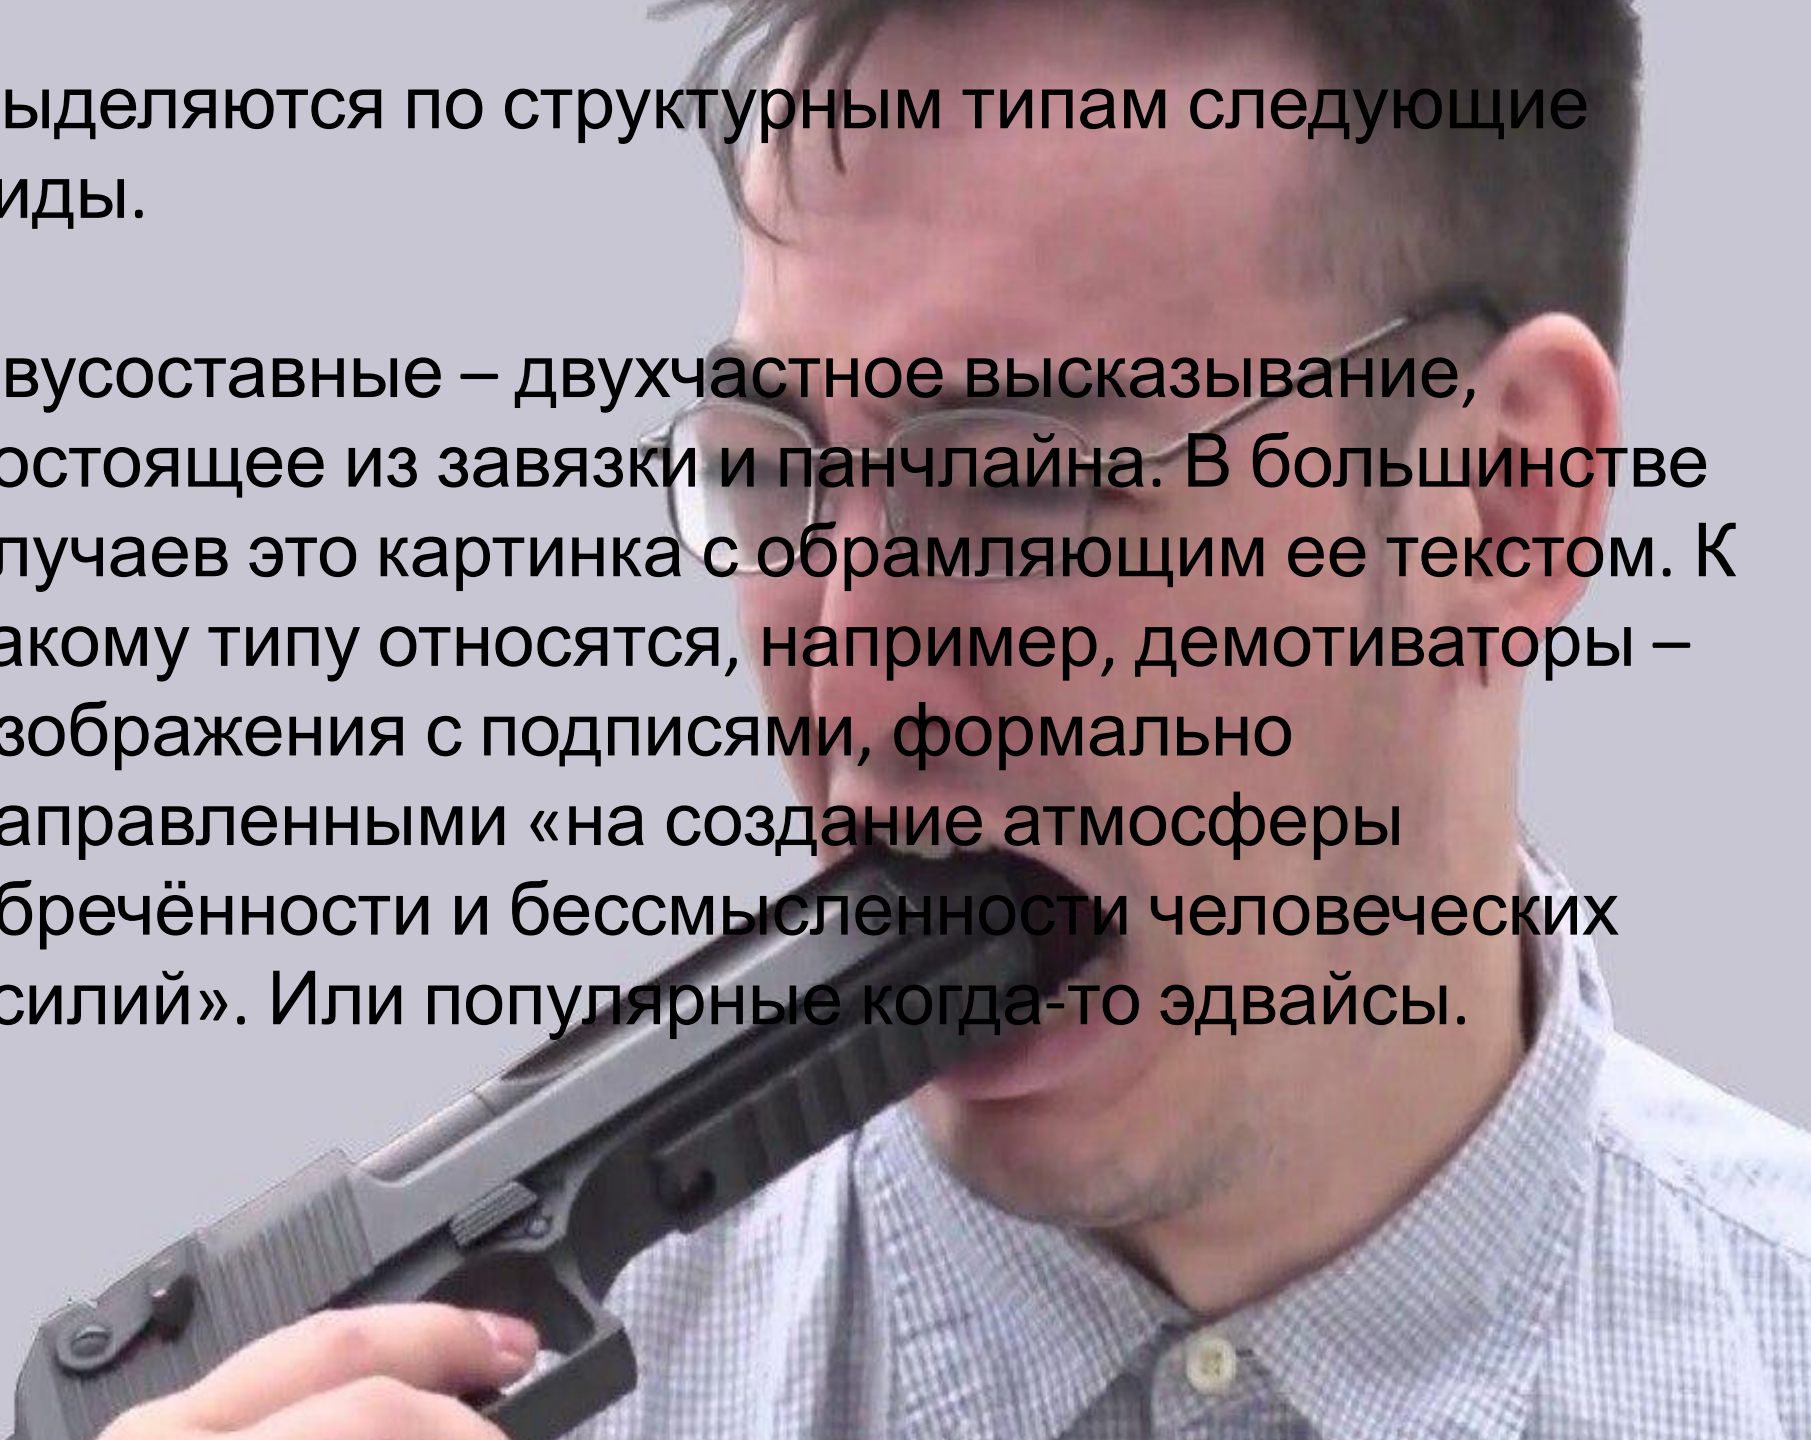 ыделяются по структурным типам следующие
иды.
вусоставные – двухчастное высказывание,
остоящее из завязки и панчлайна. В большинстве
лучаев это картинка с обрамляющим ее текстом. К
акому типу относятся, например, демотиваторы –
зображения с подписями, формально
аправленными «на создание атмосферы
бречённости и бессмысленности человеческих
силий». Или популярные когда-то эдвайсы.